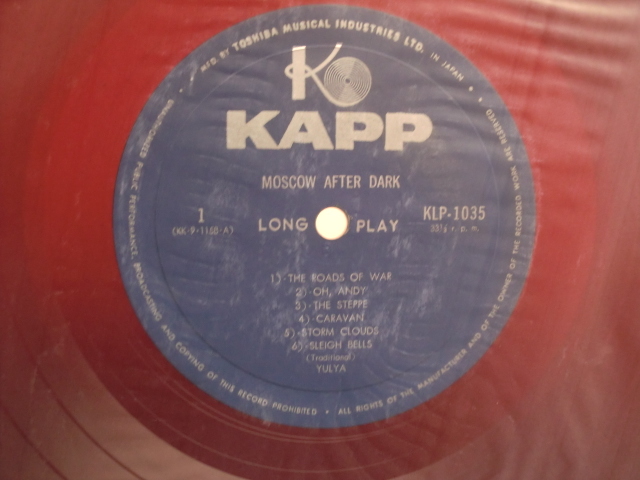 MFD. BY TOSHIBA MUSICAL INDUSTRIES LTD. IN JAPAN
K
KAPP
MOSCOW AFTER DARK
1
(KK-9-1100-A)
LONG PLAY
KLP-1035
33⅓ r. p. m.
1)-THE ROADS OF WAR
2)-OH, ANDY
3)-THE STEPPE
4)-CARAVAN
5)-STORM CLOUDS
6)-SLEIGH BELLS
(Traditional)
YULYA
UNAUTHORIZED PUBLIC PERFORMANCE, BROADCASTING AND COPYING OF THIS RECORD PROHIBITED • ALL RIGHTS OF THE MANUFACTURER AND OF THE OWNER OF THE RECORDED WORK ARE RESERVED